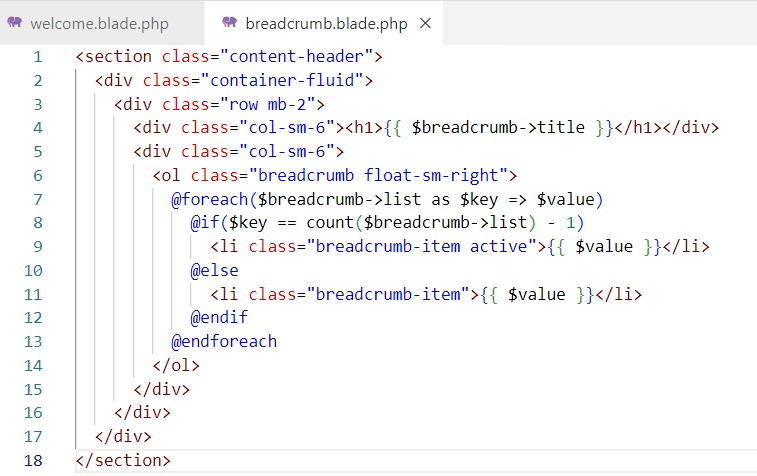 welcome.blade.php breadcrumb.blade.php ×
1 <section class="content-header">
2 <div class="container-fluid">
3 <div class="row mb-2">
4 <div class="col-sm-6"><h1>{{ $breadcrumb->title }}</h1></div>
5 <div class="col-sm-6">
6 <ol class="breadcrumb float-sm-right">
7 @foreach($breadcrumb->list as $key => $value)
8 @if($key == count($breadcrumb->list) - 1)
9 <li class="breadcrumb-item active">{{ $value }}</li>
10 @else
11 <li class="breadcrumb-item">{{ $value }}</li>
12 @endif
13 @endforeach
14 </ol>
15 </div>
16 </div>
17 </div>
18 </section>